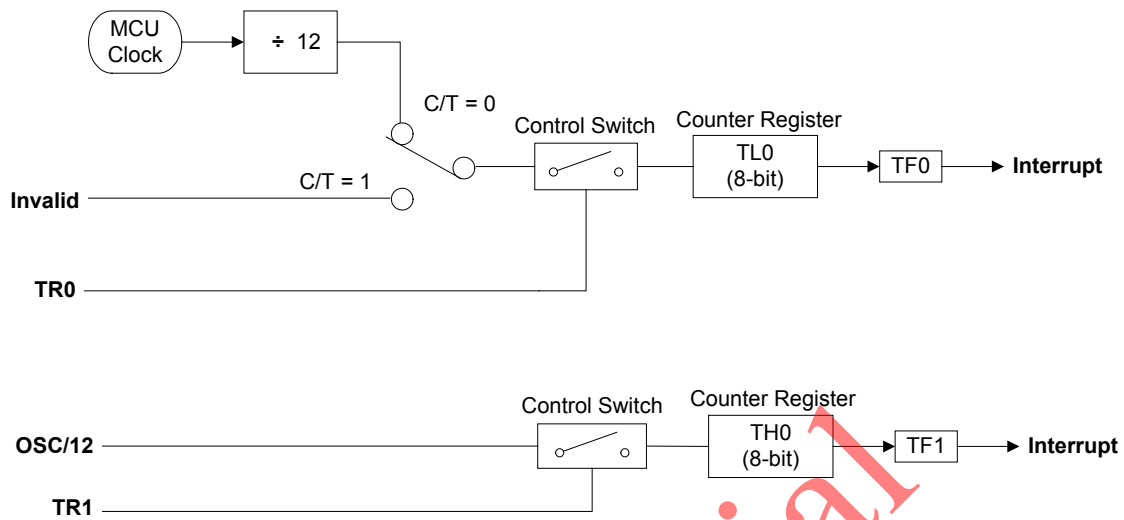 MCU
Clock
÷ 12
C/T = 0
Control Switch
Counter Register
TL0
(8-bit)
TF0
Interrupt
C/T = 1
Invalid
TR0
Control Switch
Counter Register
OSC/12
TH0
(8-bit)
TF1
Interrupt
TR1
ial